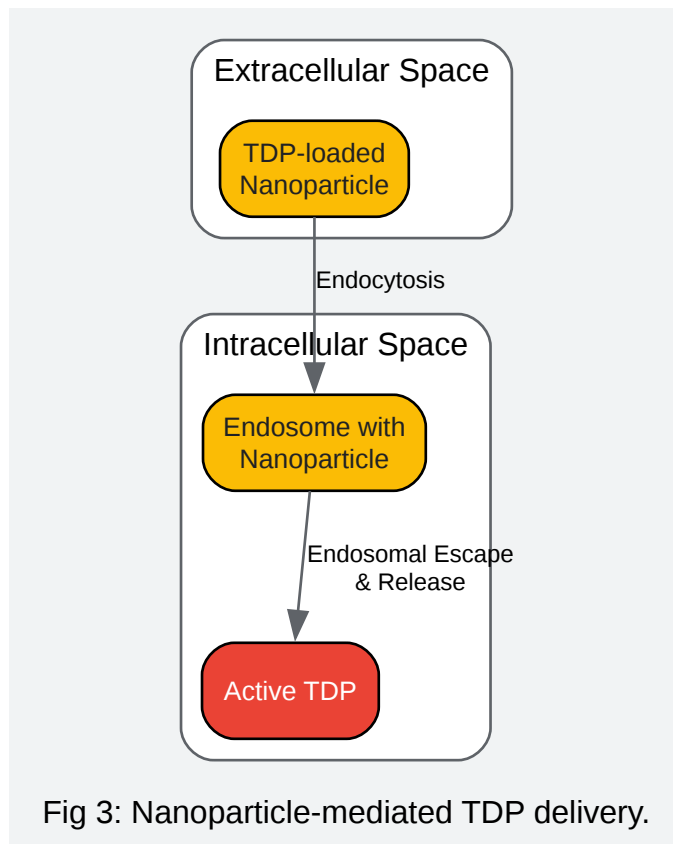 Extracellular Space
TDP-loaded
Nanoparticle
Endocytosis
Intracellular Space
Endosome with
Nanoparticle
Endosomal Escape
& Release
Active TDP
Fig 3: Nanoparticle-mediated TDP delivery.